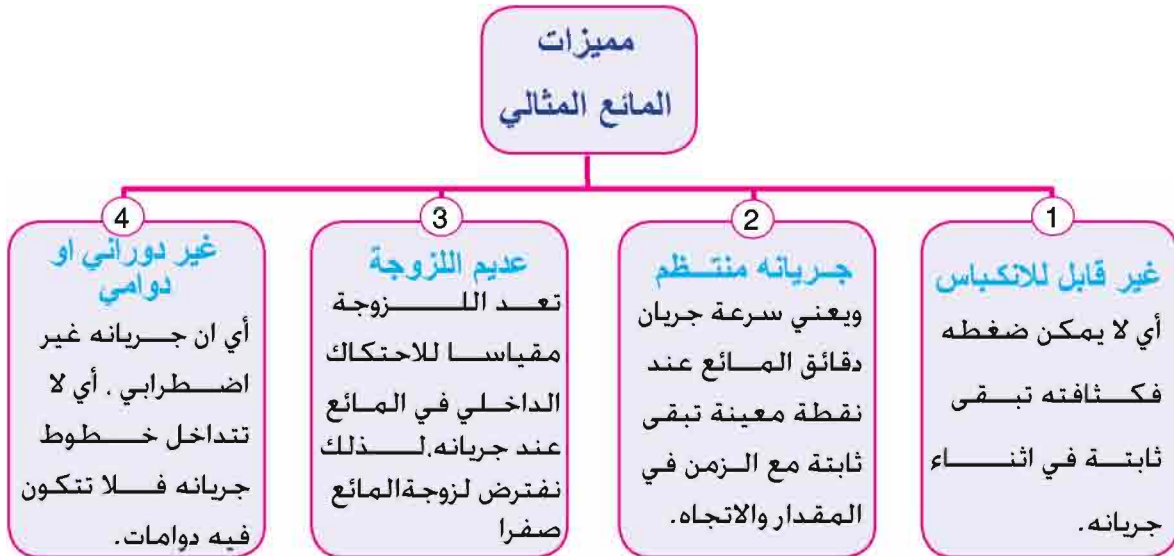 مميزات
المائع المثالي
1
غير قابل للانكباس
أي لا يمكن ضغطه
فكثافته تبقى
ثابتة في اثناء
جريانه.
2
جريانه منتظم
ويعني سرعة جريان
دقائق المائع عند
نقطة معينة تبقى
ثابتة مع الزمن في
المقدار والاتجاه.
3
عديم اللزوجة
تعد اللزوجة
مقياسا للاحتكاك
الداخلي في المائع
عند جريانه، لذلك
نفترض لزوجة المائع
صفرا
4
غير دوراني او
دوامي
أي ان جريانه غير
اضطرابي . أي لا
تتداخل خطوط
جريانه فلا تتكون
فيه دوامات.